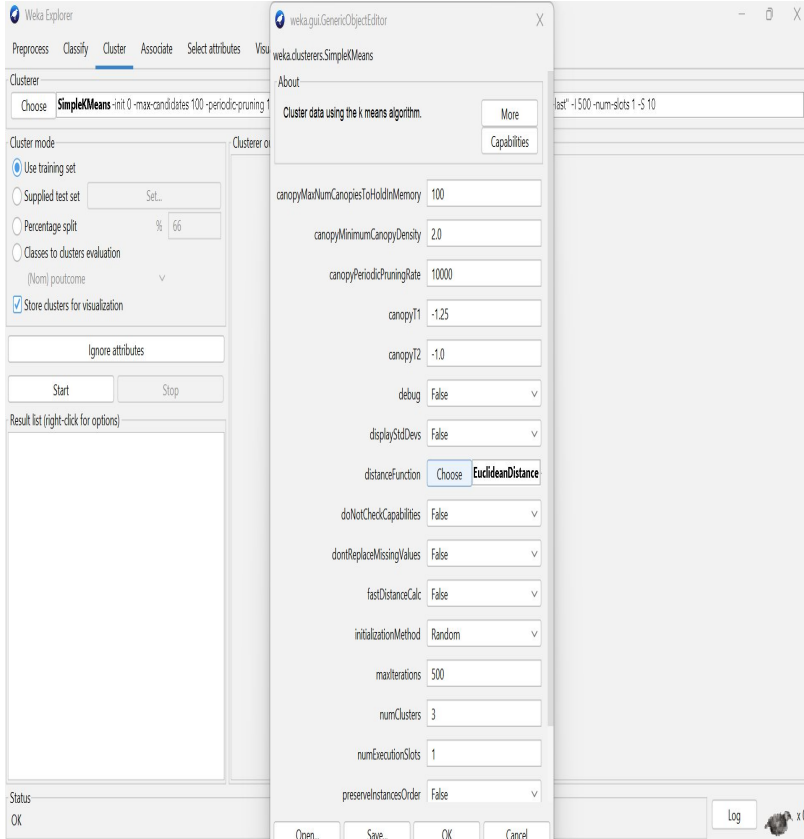 Weka Explorer
Preprocess Classify Cluster Associate Select attributes Visu
Clusterer
Choose SimpleKMeans -init 0 -max-candidates 100 -periodic-pruning 1
last" -I 500 -num-slots 1 -S 10
Cluster mode
Use training set
Supplied test set Set...
Percentage split % 66
Classes to clusters evaluation
(Nom) poutcome
Store clusters for visualization
Ignore attributes
Start Stop
Result list (right-click for options)
Clusterer ou
weka.gui.GenericObjectEditor
weka.clusterers.SimpleKMeans
About
Cluster data using the k means algorithm.
More
Capabilities
canopyMaxNumCanopiesToHoldInMemory 100
canopyMinimumCanopyDensity 2.0
canopyPeriodicPruningRate 10000
canopyT1 -1.25
canopyT2 -1.0
debug False
displayStdDevs False
distanceFunction Choose EuclideanDistance
doNotCheckCapabilities False
dontReplaceMissingValues False
fastDistanceCalc False
initializationMethod Random
maxIterations 500
numClusters 3
numExecutionSlots 1
preserveInstancesOrder False
Open... Save... OK Cancel
Status
OK
Log
x